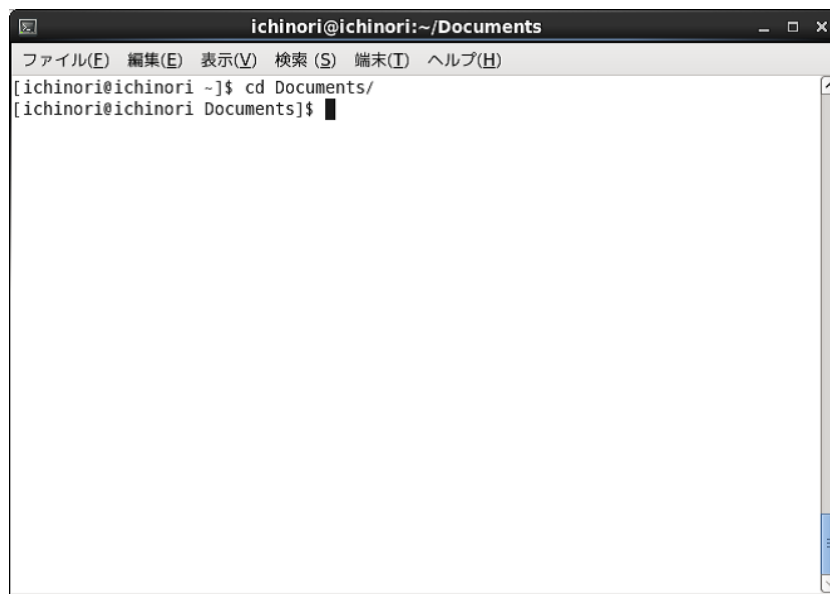 ichinori@ichinori:~/Documents
ファイル(F) 編集(E) 表示(V) 検索 (S) 端末(T) ヘルプ(H)
[ichinori@ichinori ~]$ cd Documents/
[ichinori@ichinori Documents]$